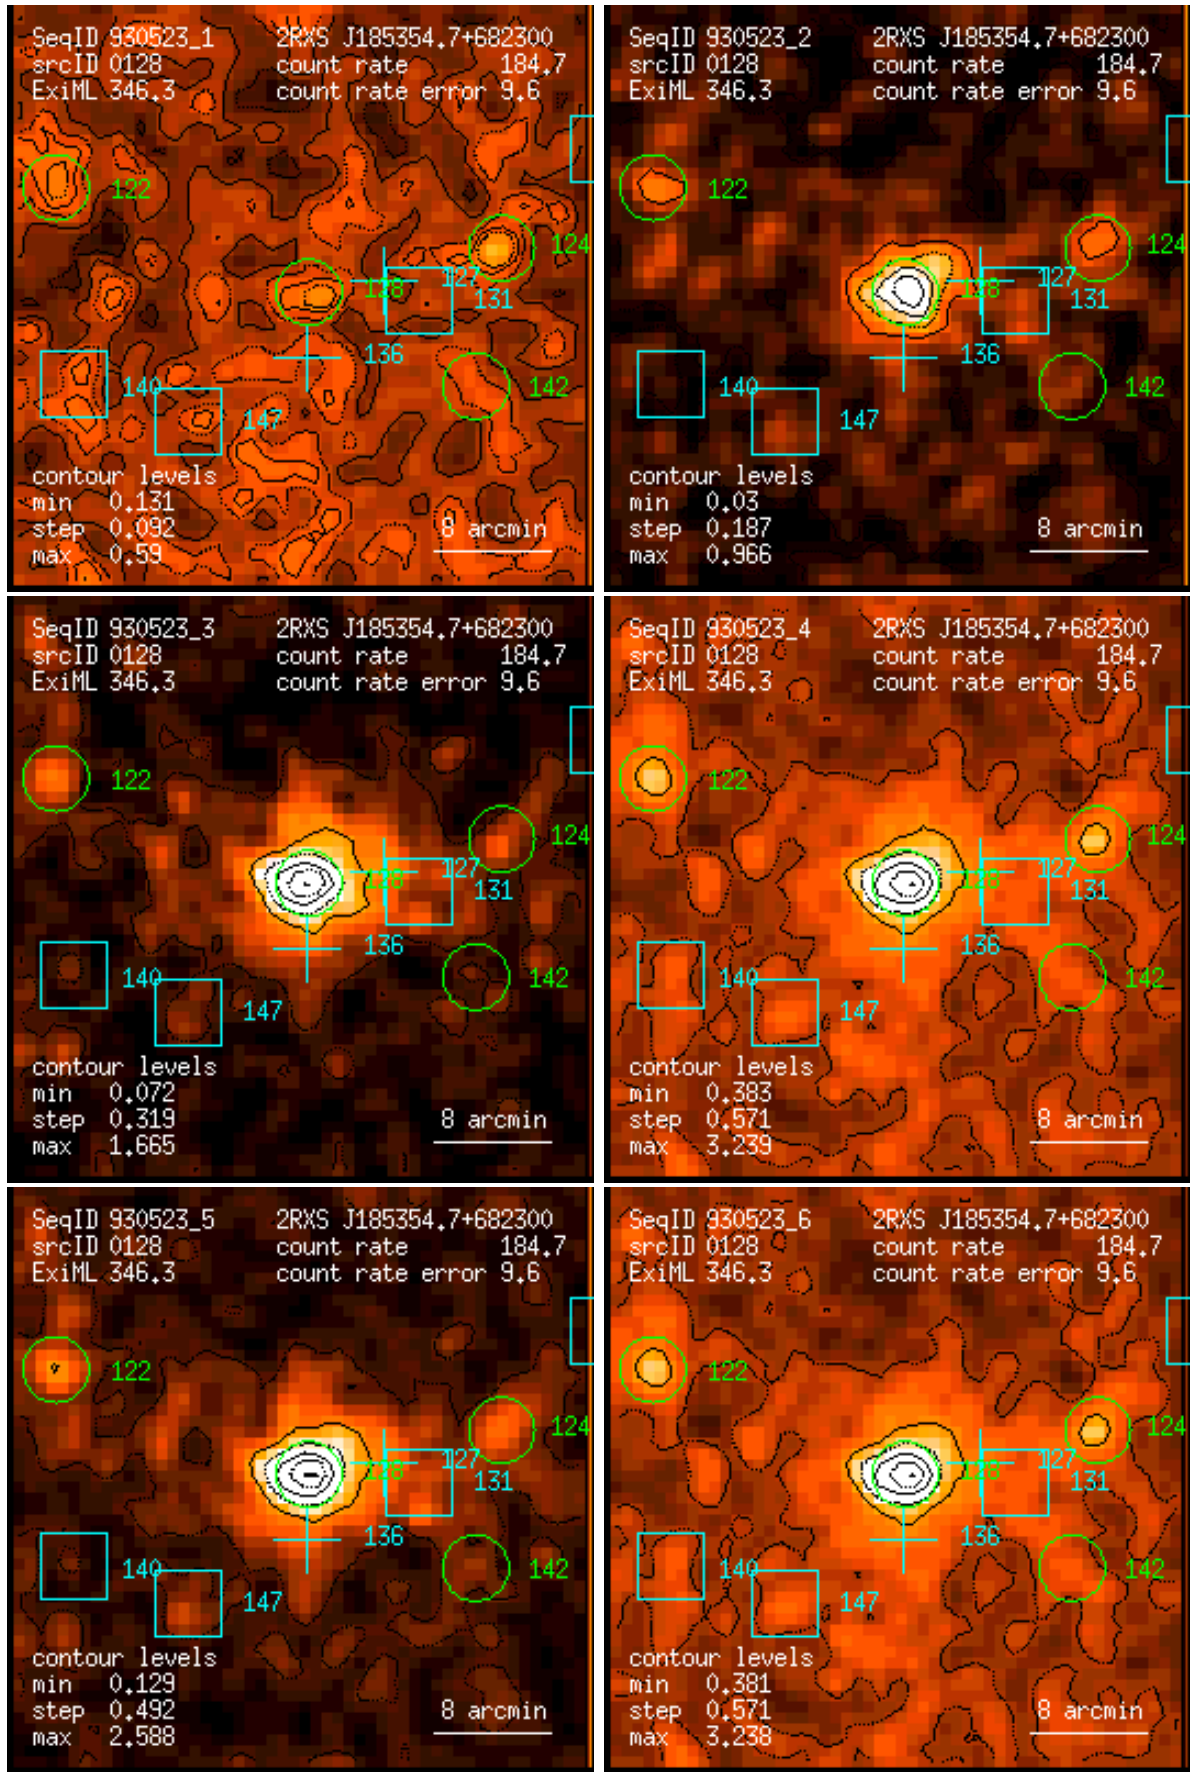 SeqID 930523_1 2RXS J185354.7+682300
srcID 0128 count rate 184.7
ExiML 346.3 count rate error 9.6
122
124
127
128
131
136
140
142
147
contour levels
min 0.131
step 0.092
max 0.59
8 arcmin
SeqID 930523_2 2RXS J185354.7+682300
srcID 0128 count rate 184.7
ExiML 346.3 count rate error 9.6
122
124
127
128
131
136
140
142
147
contour levels
min 0.03
step 0.187
max 0.966
8 arcmin
SeqID 930523_3 2RXS J185354.7+682300
srcID 0128 count rate 184.7
ExiML 346.3 count rate error 9.6
122
124
127
128
131
136
140
142
147
contour levels
min 0.072
step 0.319
max 1.665
8 arcmin
SeqID 930523_4 2RXS J185354.7+682300
srcID 0128 count rate 184.7
ExiML 346.3 count rate error 9.6
122
124
127
128
131
136
140
142
147
contour levels
min 0.383
step 0.571
max 3.239
8 arcmin
SeqID 930523_5 2RXS J185354.7+682300
srcID 0128 count rate 184.7
ExiML 346.3 count rate error 9.6
122
124
127
128
131
136
140
142
147
contour levels
min 0.129
step 0.492
max 2.588
8 arcmin
SeqID 930523_6 2RXS J185354.7+682300
srcID 0128 count rate 184.7
ExiML 346.3 count rate error 9.6
122
124
127
128
131
136
140
142
147
contour levels
min 0.381
step 0.571
max 3.238
8 arcmin